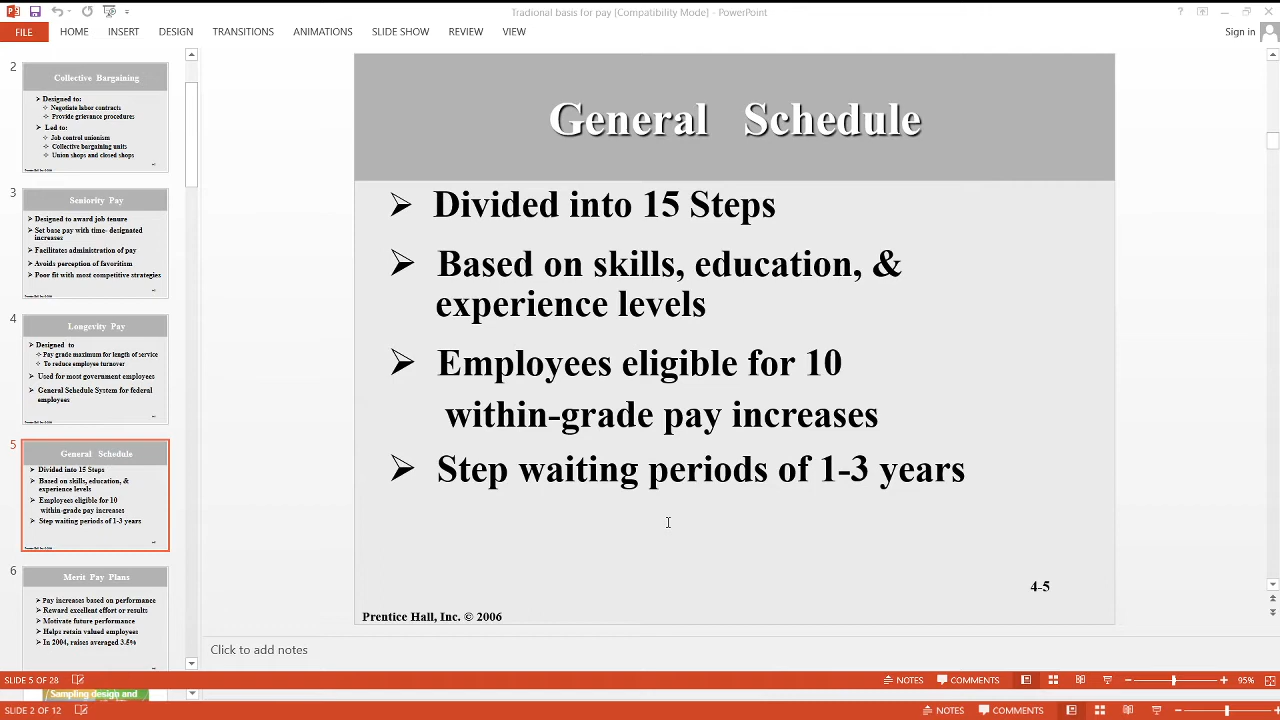 Tradional basis for pay [Compatibility Mode] - PowerPoint
FILE HOME INSERT DESIGN TRANSITIONS ANIMATIONS SLIDE SHOW REVIEW VIEW Sign in
2
Collective Bargaining
Designed to:
Negotiate labor contracts
Provide grievance procedures
Led to:
Job control unionism
Collective bargaining units
Union shops and closed shops
3
Seniority Pay
Designed to award job tenure
Set base pay with time- designated
increases
Facilitates administration of pay
Avoids perception of favoritism
Poor fit with most competitive strategies
4
Longevity Pay
Designed to
Pay grade maximum for length of service
To reduce employee turnover
Used for most government employees
General Schedule System for federal
employees
5
General Schedule
Divided into 15 Steps
Based on skills, education, &
experience levels
Employees eligible for 10
within-grade pay increases
Step waiting periods of 1-3 years
6
Merit Pay Plans
Pay increases based on performance
Reward excellent effort or results
Motivate future performance
Helps retain valued employees
In 2004, raises averaged 3.5%
General Schedule
Divided into 15 Steps
Based on skills, education, &
experience levels
Employees eligible for 10
within-grade pay increases
Step waiting periods of 1-3 years
4-5
Prentice Hall, Inc. © 2006
Click to add notes
SLIDE 5 OF 28 NOTES COMMENTS 95%
Sampling design and
SLIDE 2 OF 12 NOTES COMMENTS